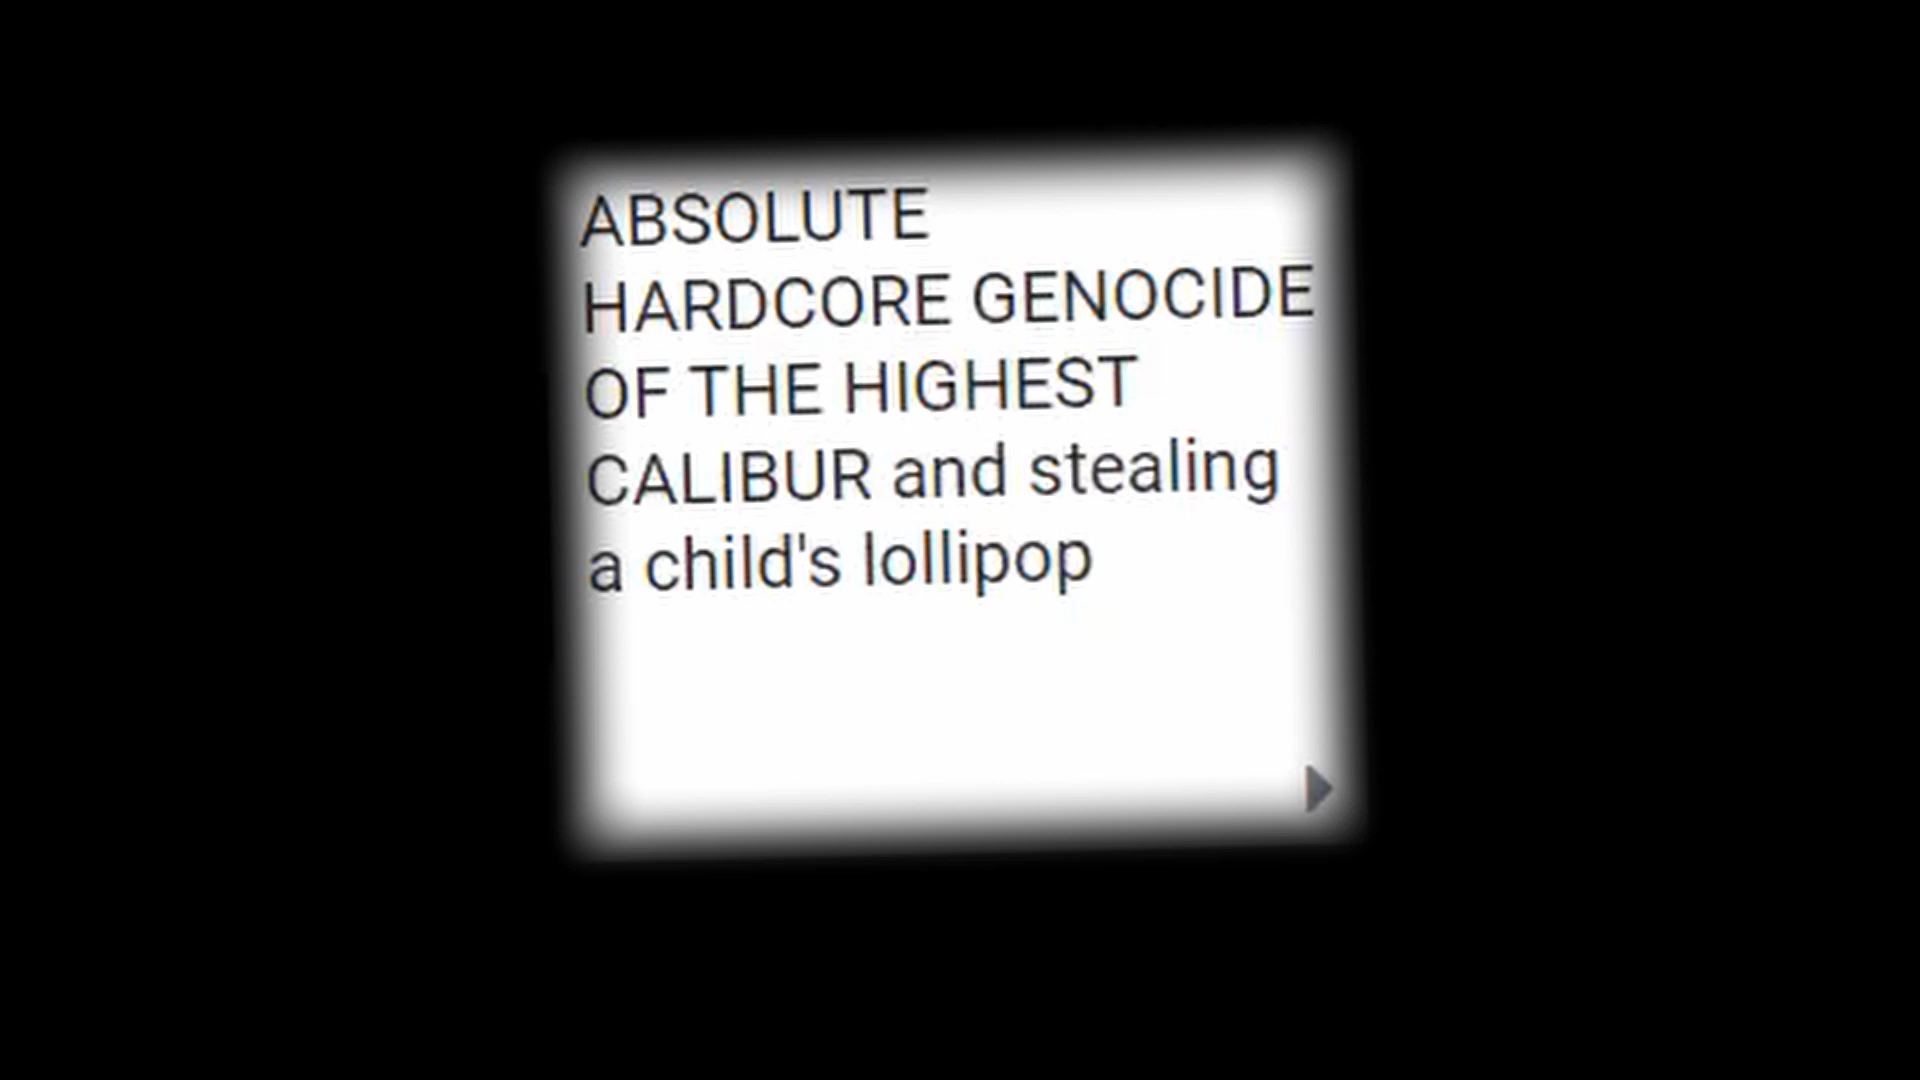 ABSOLUTE
HARDCORE GENOCIDE
OF THE HIGHEST
CALIBUR and stealing
a child's lollipop